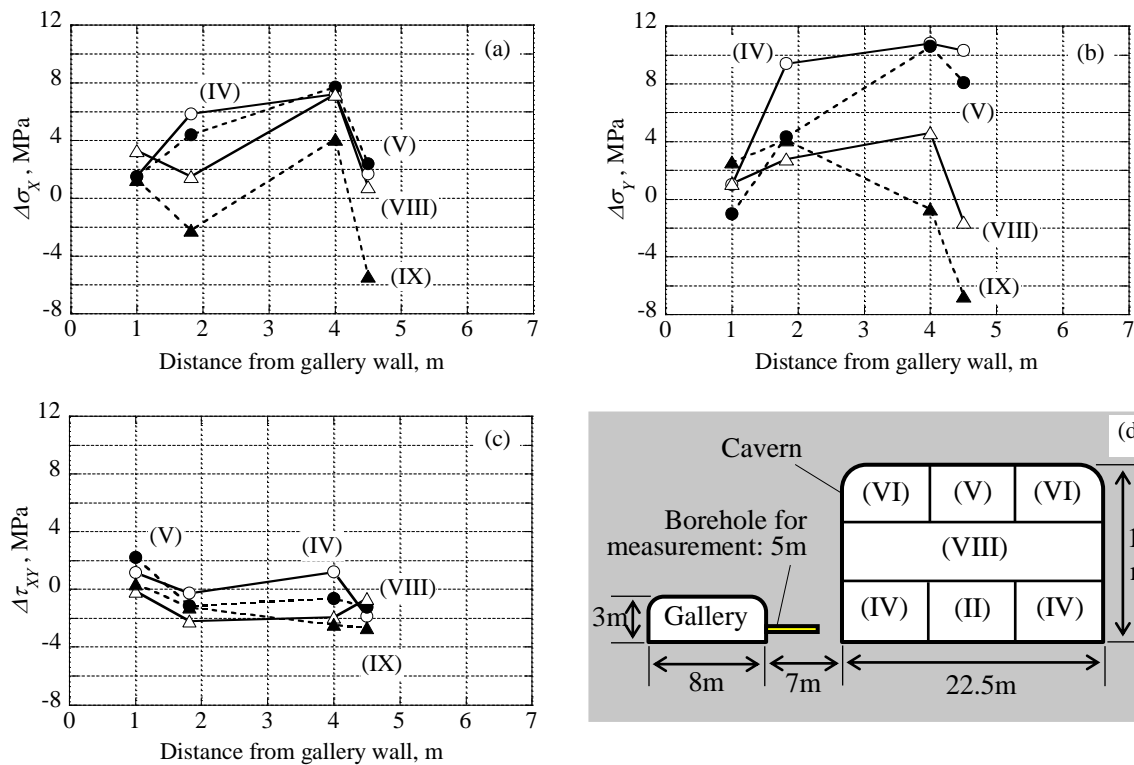 (a)
12
8
4
0
-4
-8
Δσ_X , MPa
(IV)
(V)
(VIII)
(IX)
0 1 2 3 4 5 6 7
Distance from gallery wall, m
(b)
12
8
4
0
-4
-8
Δσ_Y , MPa
(IV)
(V)
(VIII)
(IX)
0 1 2 3 4 5 6 7
Distance from gallery wall, m
(c)
12
8
4
0
-4
-8
Δτ_XY , MPa
(V)
(IV)
(VIII)
(IX)
0 1 2 3 4 5 6 7
Distance from gallery wall, m
(d
Cavern
(VI) (V) (VI)
Borehole for
measurement: 5m
(VIII)
3m
Gallery
(IV) (II) (IV)
8m 7m 22.5m